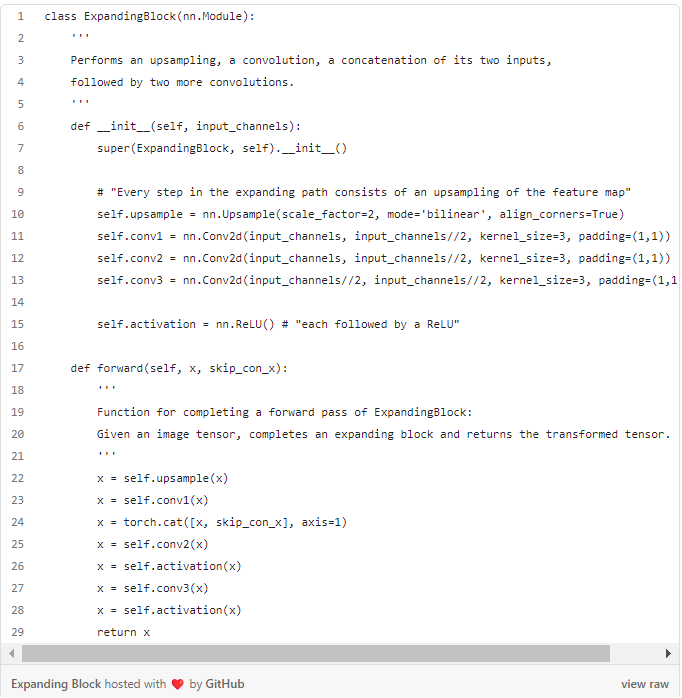 1 class ExpandingBlock(nn.Module):
2     '''
3     Performs an upsampling, a convolution, a concatenation of its two inputs,
4     followed by two more convolutions.
5     '''
6     def __init__(self, input_channels):
7         super(ExpandingBlock, self).__init__()
8
9         # "Every step in the expanding path consists of an upsampling of the feature map"
10         self.upsample = nn.Upsample(scale_factor=2, mode='bilinear', align_corners=True)
11         self.conv1 = nn.Conv2d(input_channels, input_channels//2, kernel_size=3, padding=(1,1))
12         self.conv2 = nn.Conv2d(input_channels, input_channels//2, kernel_size=3, padding=(1,1))
13         self.conv3 = nn.Conv2d(input_channels//2, input_channels//2, kernel_size=3, padding=(1,1
14
15         self.activation = nn.ReLU() # "each followed by a ReLU"
16
17     def forward(self, x, skip_con_x):
18         '''
19         Function for completing a forward pass of ExpandingBlock:
20         Given an image tensor, completes an expanding block and returns the transformed tensor.
21         '''
22         x = self.upsample(x)
23         x = self.conv1(x)
24         x = torch.cat([x, skip_con_x], axis=1)
25         x = self.conv2(x)
26         x = self.activation(x)
27         x = self.conv3(x)
28         x = self.activation(x)
29         return x
Expanding Block hosted with ❤ by GitHub view raw